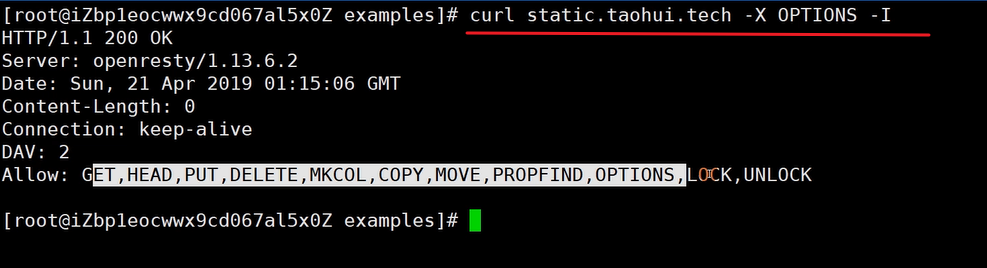 [root@iZbp1eocwwx9cd067al5x0Z examples]# curl static.taohui.tech -X OPTIONS -I
HTTP/1.1 200 OK
Server: openresty/1.13.6.2
Date: Sun, 21 Apr 2019 01:15:06 GMT
Content-Length: 0
Connection: keep-alive
DAV: 2
Allow: GET,HEAD,PUT,DELETE,MKCOL,COPY,MOVE,PROPFIND,OPTIONS,LOCK,UNLOCK
[root@iZbp1eocwwx9cd067al5x0Z examples]#